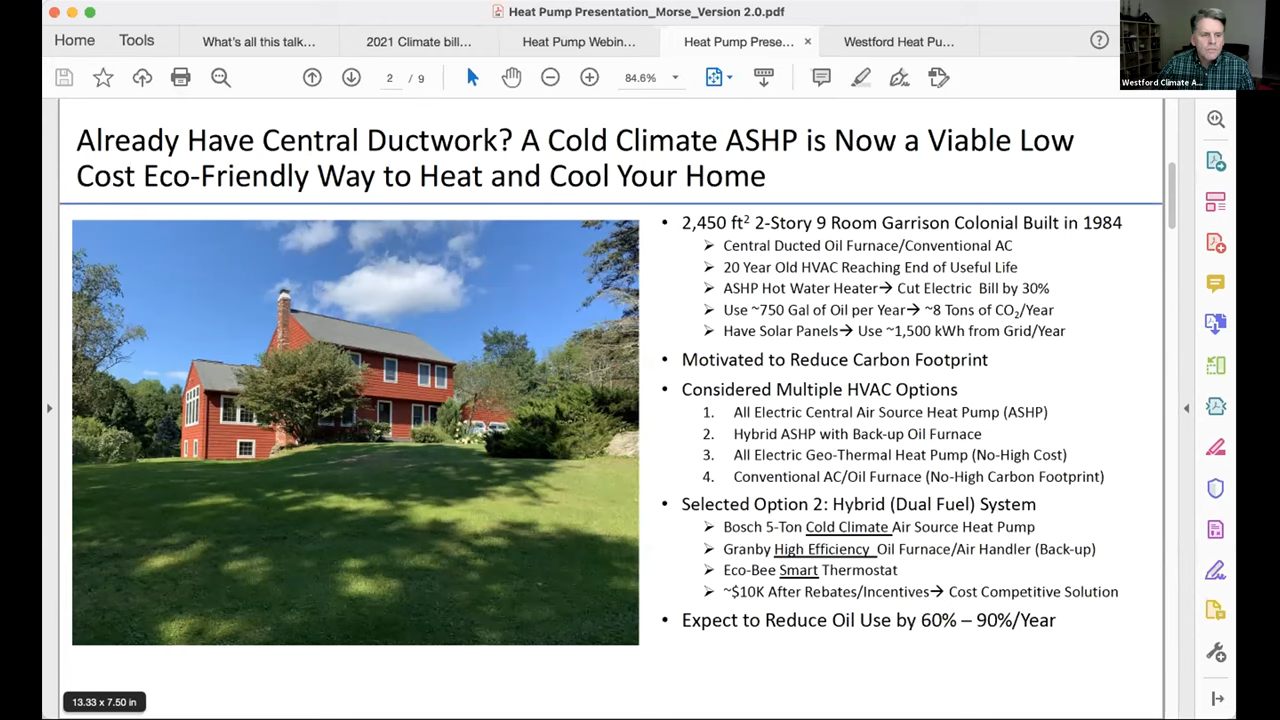 Heat Pump Presentation_Morse_Version 2.0.pdf
Home Tools What's all this talk... 2021 Climate bill... Heat Pump Webin... Heat Pump Prese... × Westford Heat Pu...
2 / 9 84.6%
Westford Climate A...
Already Have Central Ductwork? A Cold Climate ASHP is Now a Viable Low
Cost Eco-Friendly Way to Heat and Cool Your Home
• 2,450 ft² 2-Story 9 Room Garrison Colonial Built in 1984
➢ Central Ducted Oil Furnace/Conventional AC
➢ 20 Year Old HVAC Reaching End of Useful Life
➢ ASHP Hot Water Heater→ Cut Electric Bill by 30%
➢ Use ~750 Gal of Oil per Year→ ~8 Tons of CO₂/Year
➢ Have Solar Panels→ Use ~1,500 kWh from Grid/Year
• Motivated to Reduce Carbon Footprint
• Considered Multiple HVAC Options
1. All Electric Central Air Source Heat Pump (ASHP)
2. Hybrid ASHP with Back-up Oil Furnace
3. All Electric Geo-Thermal Heat Pump (No-High Cost)
4. Conventional AC/Oil Furnace (No-High Carbon Footprint)
• Selected Option 2: Hybrid (Dual Fuel) System
➢ Bosch 5-Ton Cold Climate Air Source Heat Pump
➢ Granby High Efficiency Oil Furnace/Air Handler (Back-up)
➢ Eco-Bee Smart Thermostat
➢ ~$10K After Rebates/Incentives→ Cost Competitive Solution
• Expect to Reduce Oil Use by 60% – 90%/Year
13.33 x 7.50 in